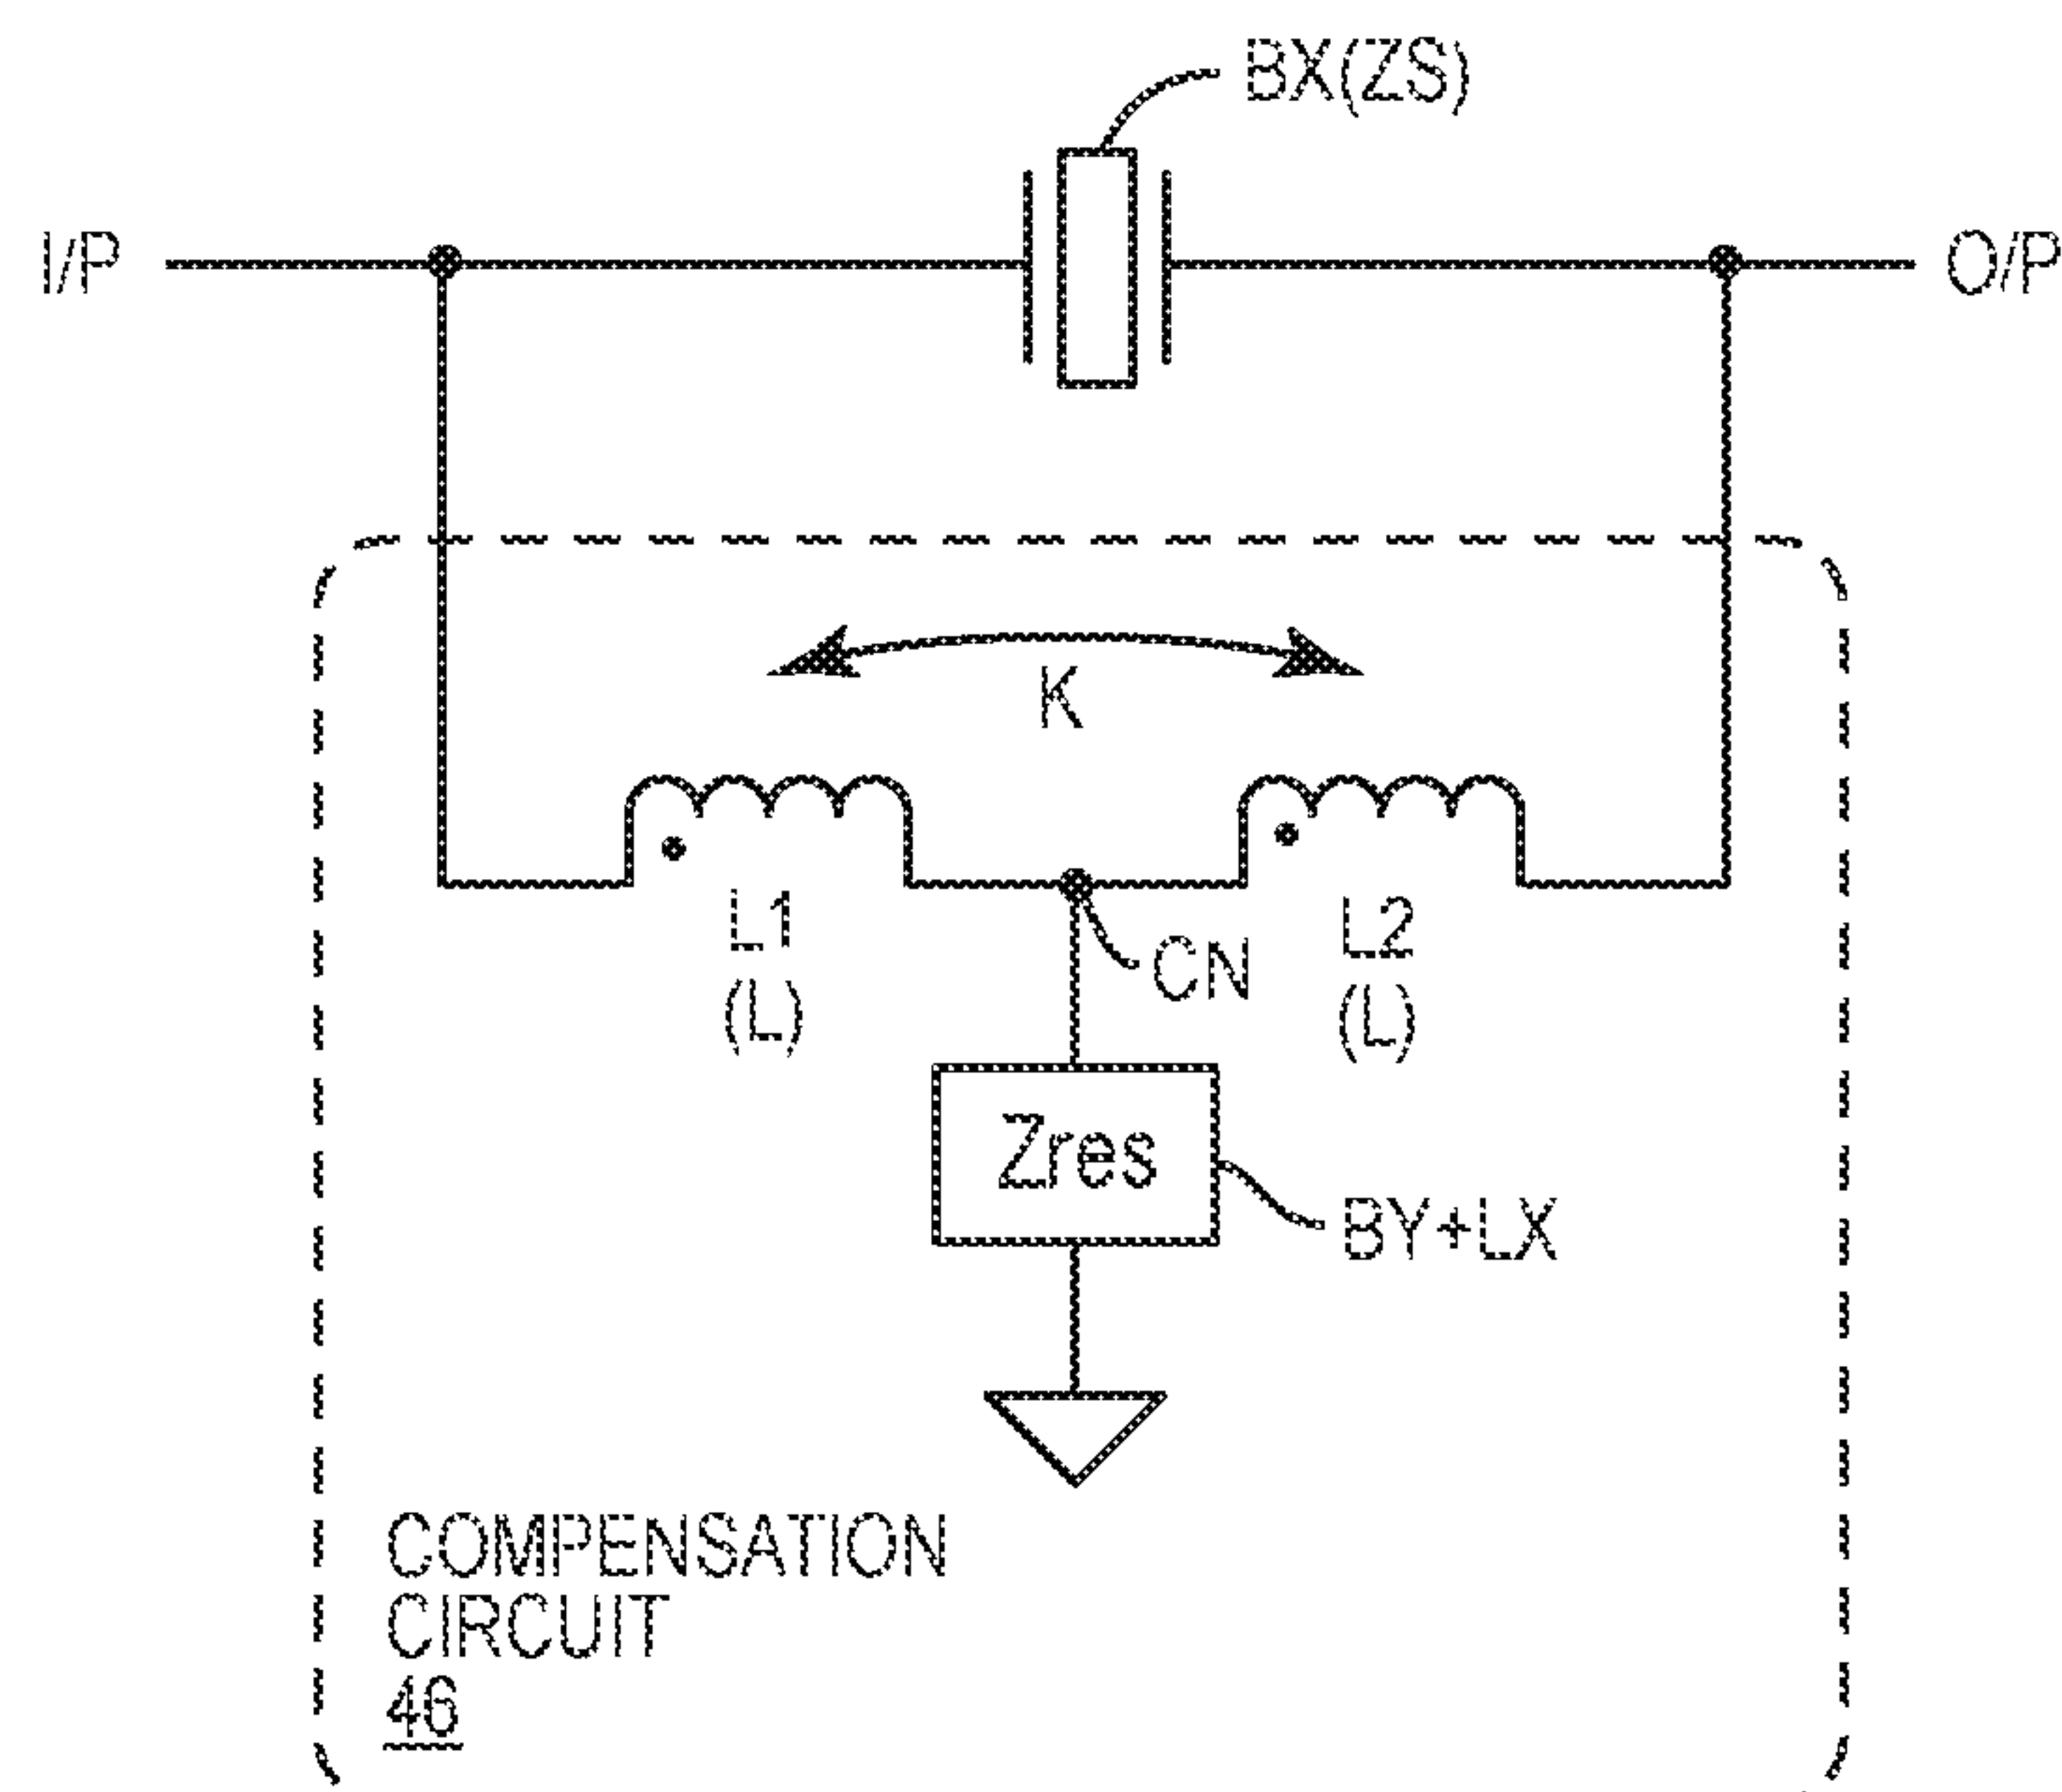 BX(ZS)
I/P
O/P
K
L1
(L)
CN
L2
(L)
Zres
BY+LX
COMPENSATION
CIRCUIT
46